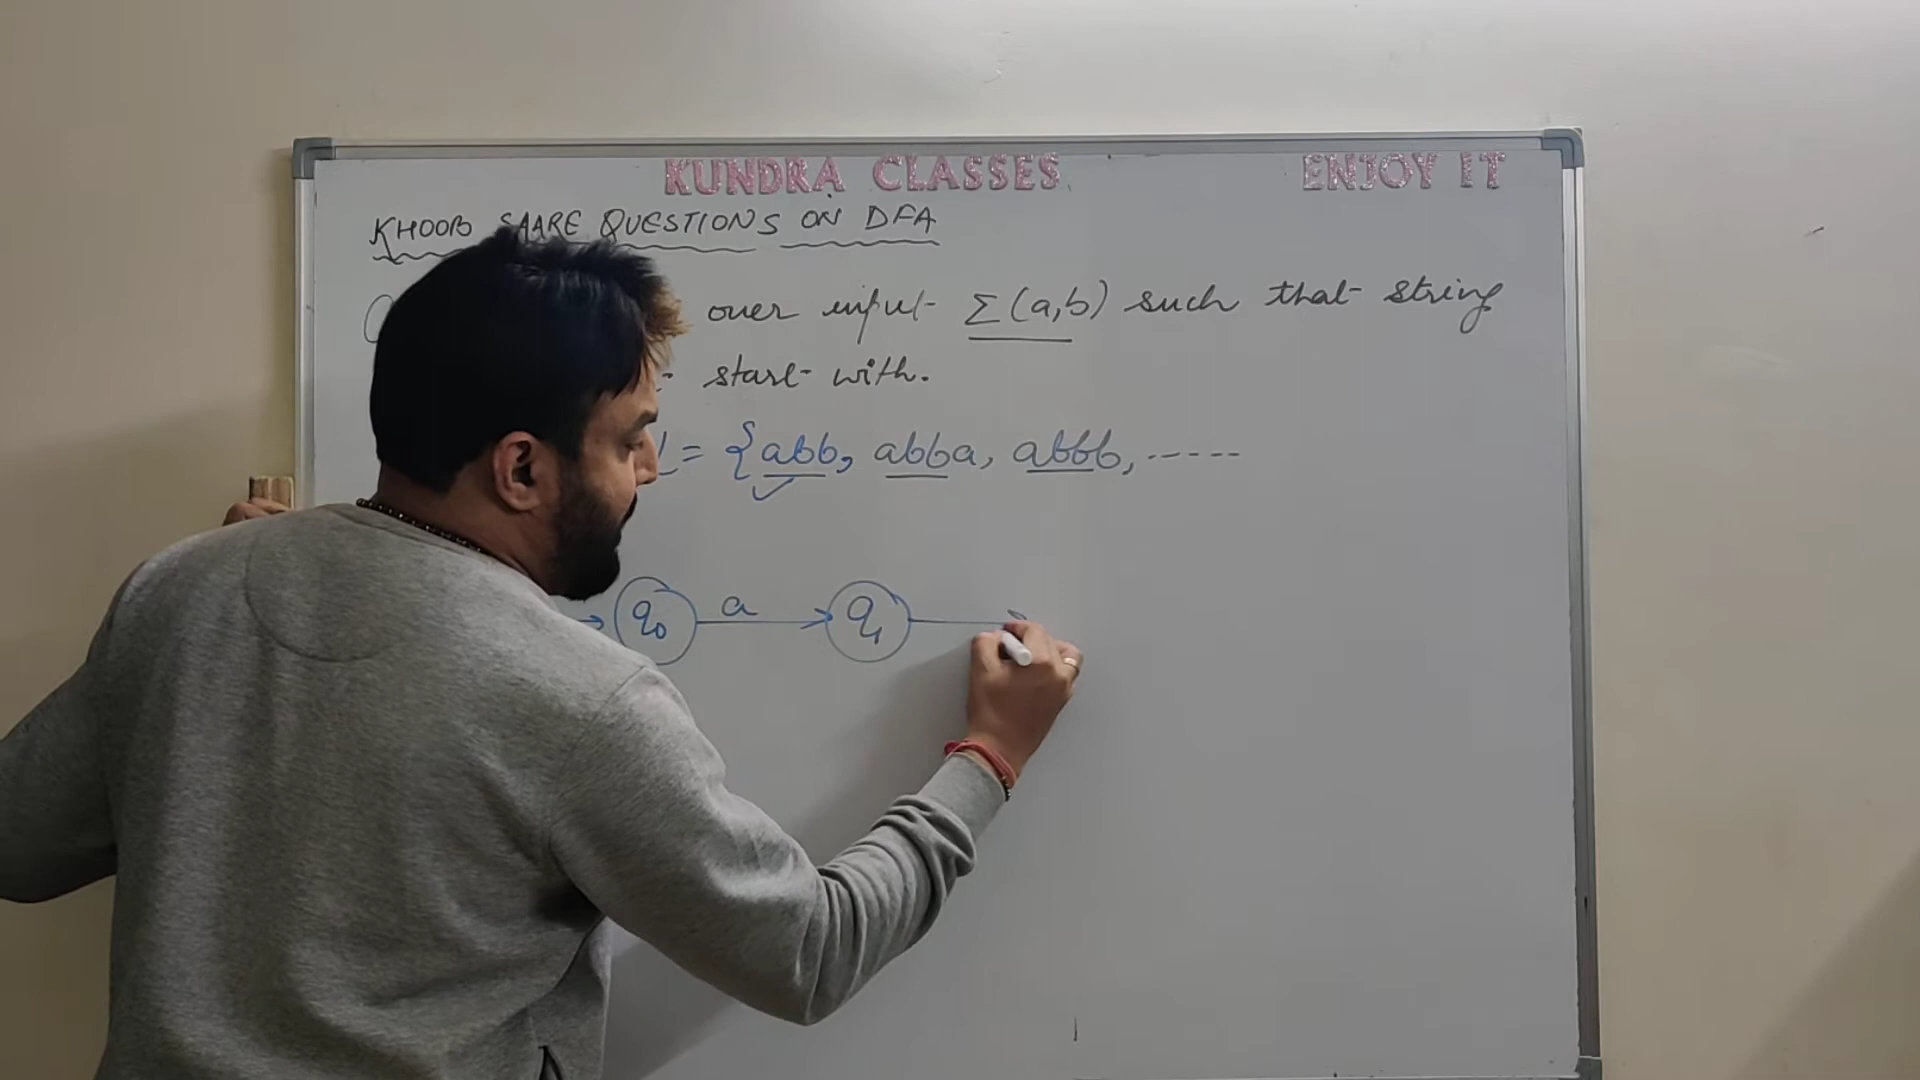 KUNDRA CLASSES ENJOY IT
KHOOB SAARE QUESTIONS ON DFA
over input Σ(a,b) such that string
start with.
L = {abb, abba, abbb, -----
q₀ a q₁